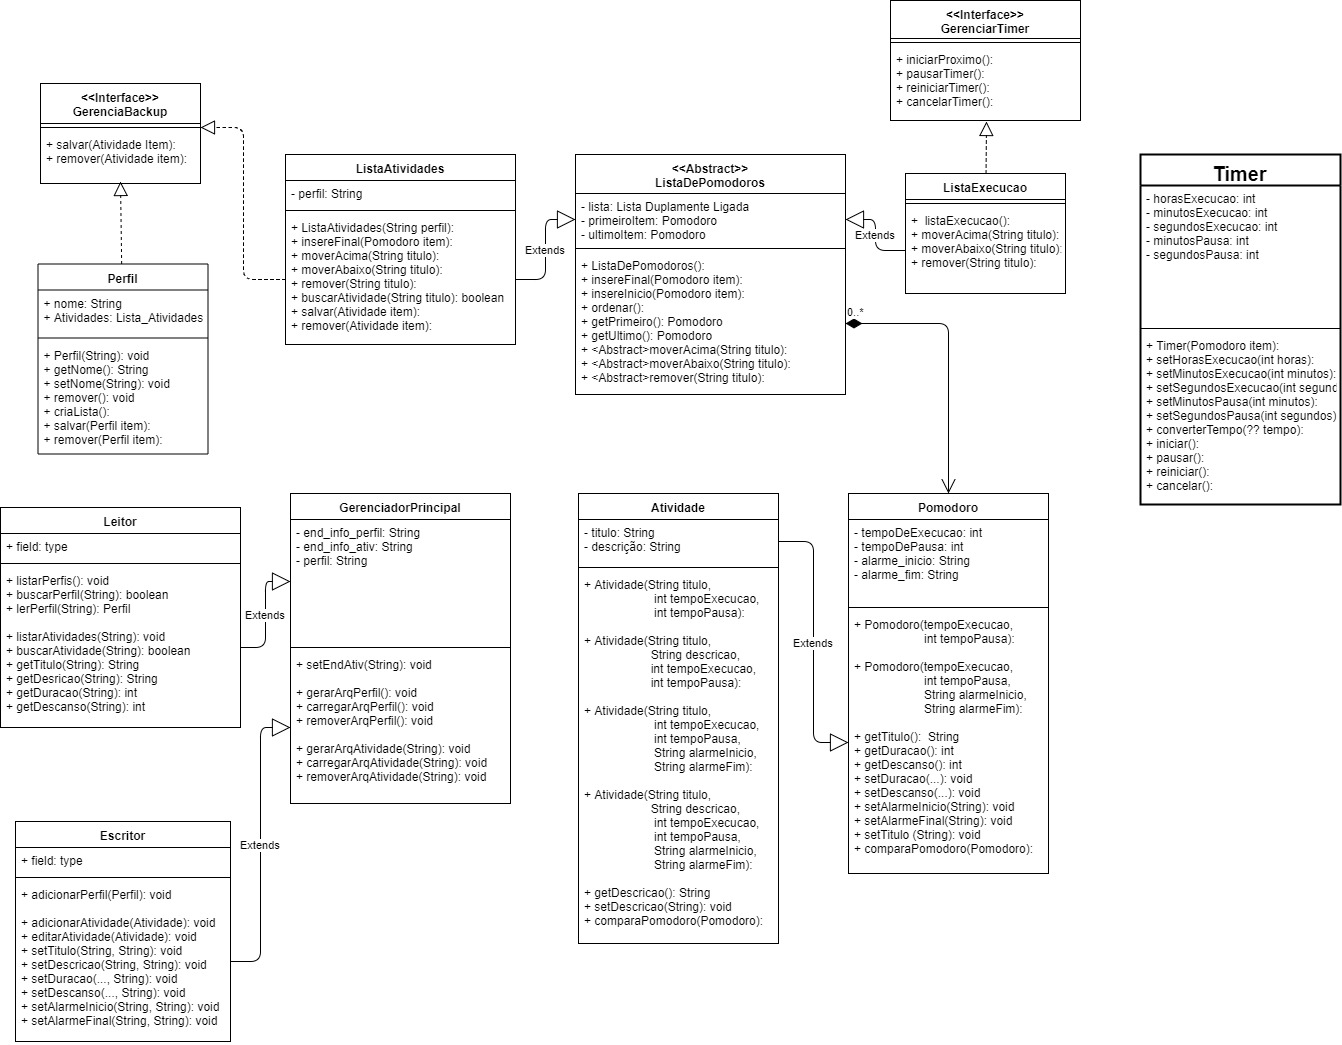 <<Interface>>
GerenciarTimer
+ iniciarProximo():
+ pausarTimer():
+ reiniciarTimer():
+ cancelarTimer():
<<Interface>>
GerenciaBackup
+ salvar(Atividade Item):
+ remover(Atividade item):
ListaAtividades
- perfil: String
+ ListaAtividades(String perfil):
+ insereFinal(Pomodoro item):
+ moverAcima(String titulo):
+ moverAbaixo(String titulo):
+ remover(String titulo):
+ buscarAtividade(String titulo): boolean
+ salvar(Atividade item):
+ remover(Atividade item):
Extends
<<Abstract>>
ListaDePomodoros
- lista: Lista Duplamente Ligada
- primeiroItem: Pomodoro
- ultimoItem: Pomodoro
+ ListaDePomodoros():
+ insereFinal(Pomodoro item):
+ insereInicio(Pomodoro item):
+ ordenar():
+ getPrimeiro(): Pomodoro
+ getUltimo(): Pomodoro
+ <Abstract>moverAcima(String titulo):
+ <Abstract>moverAbaixo(String titulo):
+ <Abstract>remover(String titulo):
Extends
0..*
ListaExecucao
+  listaExecucao():
+ moverAcima(String titulo):
+ moverAbaixo(String titulo):
+ remover(String titulo):
Timer
- horasExecucao: int
- minutosExecucao: int
- segundosExecucao: int
- minutosPausa: int
- segundosPausa: int
+ Timer(Pomodoro item):
+ setHorasExecucao(int horas):
+ setMinutosExecucao(int minutos):
+ setSegundosExecucao(int segund
+ setMinutosPausa(int minutos):
+ setSegundosPausa(int segundos)
+ converterTempo(?? tempo):
+ iniciar():
+ pausar():
+ reiniciar():
+ cancelar():
Perfil
+ nome: String
+ Atividades: Lista_Atividades
+ Perfil(String): void
+ getNome(): String
+ setNome(String): void
+ remover(): void
+ criaLista():
+ salvar(Perfil item):
+ remover(Perfil item):
Leitor
+ field: type
+ listarPerfis(): void
+ buscarPerfil(String): boolean
+ lerPerfil(String): Perfil
+ listarAtividades(String): void
+ buscarAtividade(String): boolean
+ getTitulo(String): String
+ getDesricao(String): String
+ getDuracao(String): int
+ getDescanso(String): int
Extends
GerenciadorPrincipal
- end_info_perfil: String
- end_info_ativ: String
- perfil: String
+ setEndAtiv(String): void
+ gerarArqPerfil(): void
+ carregarArqPerfil(): void
+ removerArqPerfil(): void
+ gerarArqAtividade(String): void
+ carregarArqAtividade(String): void
+ removerArqAtividade(String): void
Atividade
- titulo: String
- descrição: String
+ Atividade(String titulo,
int tempoExecucao,
int tempoPausa):
+ Atividade(String titulo,
String descricao,
int tempoExecucao,
int tempoPausa):
+ Atividade(String titulo,
int tempoExecucao,
int tempoPausa,
String alarmeInicio,
String alarmeFim):
+ Atividade(String titulo,
String descricao,
int tempoExecucao,
int tempoPausa,
String alarmeInicio,
String alarmeFim):
+ getDescricao(): String
+ setDescricao(String): void
+ comparaPomodoro(Pomodoro):
Extends
Pomodoro
- tempoDeExecucao: int
- tempoDePausa: int
- alarme_inicio: String
- alarme_fim: String
+ Pomodoro(tempoExecucao,
int tempoPausa):
+ Pomodoro(tempoExecucao,
int tempoPausa,
String alarmeInicio,
String alarmeFim):
+ getTitulo():  String
+ getDuracao(): int
+ getDescanso(): int
+ setDuracao(...): void
+ setDescanso(...): void
+ setAlarmeInicio(String): void
+ setAlarmeFinal(String): void
+ setTitulo (String): void
+ comparaPomodoro(Pomodoro):
Escritor
+ field: type
+ adicionarPerfil(Perfil): void
+ adicionarAtividade(Atividade): void
+ editarAtividade(Atividade): void
+ setTitulo(String, String): void
+ setDescricao(String, String): void
+ setDuracao(..., String): void
+ setDescanso(..., String): void
+ setAlarmeInicio(String, String): void
+ setAlarmeFinal(String, String): void
Extends